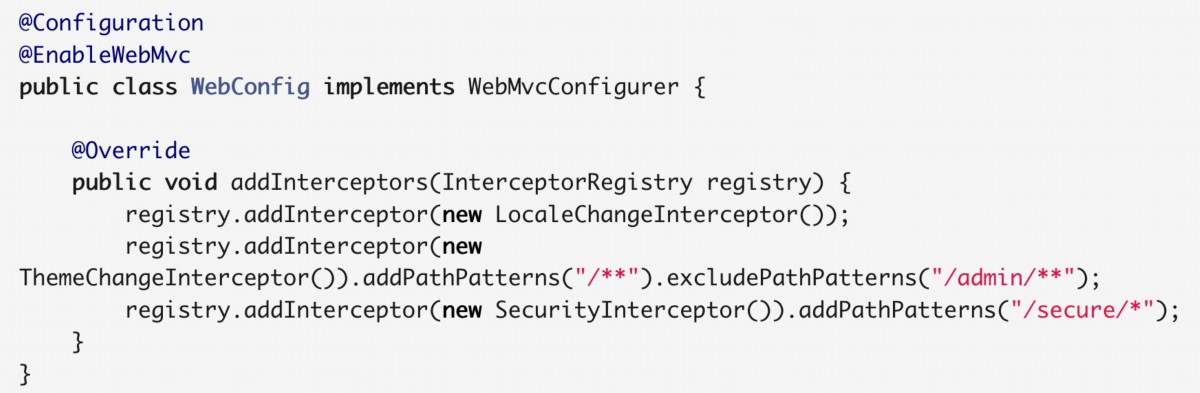 @Configuration
@EnableWebMvc
public class WebConfig implements WebMvcConfigurer {
@Override
public void addInterceptors(InterceptorRegistry registry) {
registry.addInterceptor(new LocaleChangeInterceptor());
registry.addInterceptor(new
ThemeChangeInterceptor()).addPathPatterns("/**").excludePathPatterns("/admin/**");
registry.addInterceptor(new SecurityInterceptor()).addPathPatterns("/secure/*");
}
}